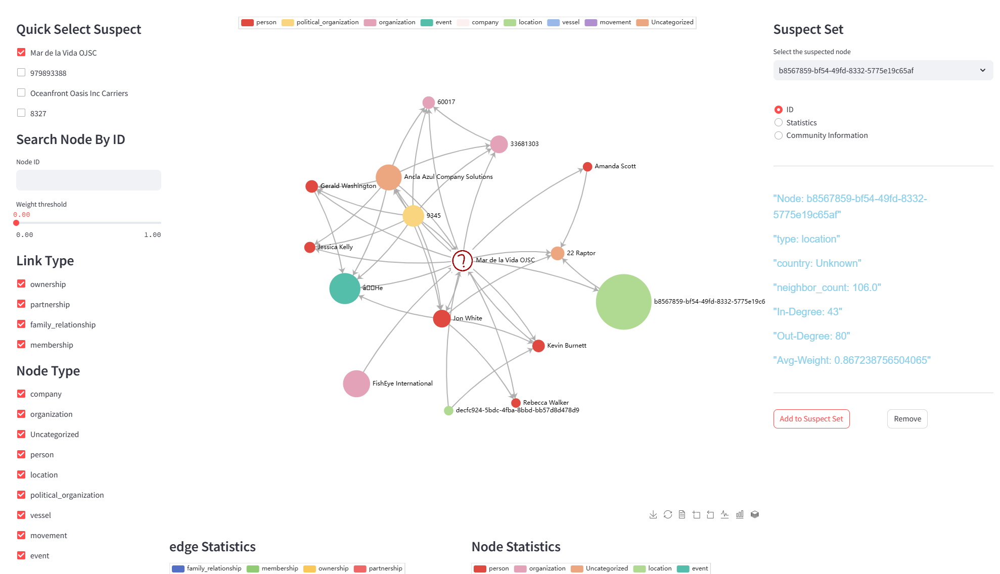 Quick Select Suspect
Mar de la Vida OJSC
979893388
Oceanfront Oasis Inc Carriers
8327
Search Node By ID
Node ID
Weight threshold
0.00
0.00 1.00
Link Type
ownership
partnership
family_relationship
membership
Node Type
company
organization
Uncategorized
person
location
political_organization
vessel
movement
event
person political_organization organization event company location vessel movement Uncategorized
60017
33681303
Amanda Scott
Ancla Azul Company Solutions
Gerald Washington
9345
Jessica Kelly
22 Raptor
?
Mar de la Vida OJSC
â□□He
b8567859-bf54-49fd-8332-5775e19c6
Jon White
Kevin Burnett
FishEye International
Rebecca Walker
decfc924-5bdc-4fba-8bbd-bb57d8d478d9
edge Statistics
family_relationship membership ownership partnership
Node Statistics
person organization Uncategorized location event
Suspect Set
Select the suspected node
b8567859-bf54-49fd-8332-5775e19c65af
ID
Statistics
Community Information
"Node: b8567859-bf54-49fd-8332-
5775e19c65af"
"type: location"
"country: Unknown"
"neighbor_count: 106.0"
"In-Degree: 43"
"Out-Degree: 80"
"Avg-Weight: 0.867238756504065"
Add to Suspect Set
Remove